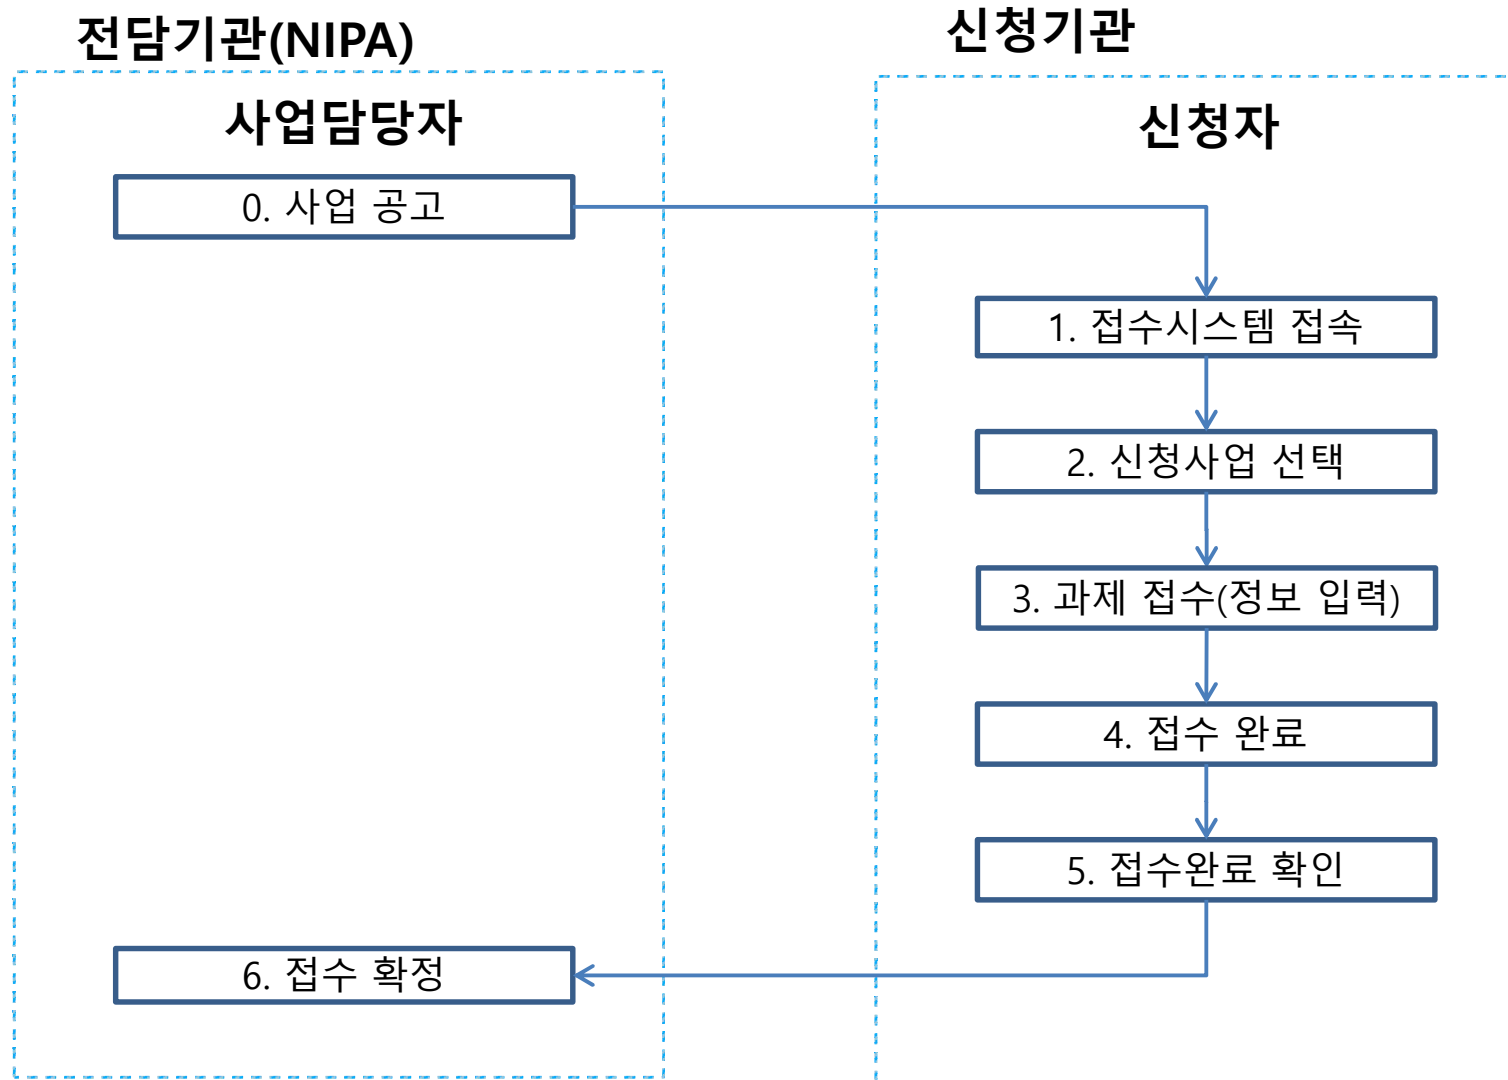 전담기관(NIPA)
신청기관
사업담당자
신청자
0. 사업 공고
1. 접수시스템 접속
2. 신청사업 선택
3. 과제 접수(정보 입력)
4. 접수 완료
5. 접수완료 확인
6. 접수 확정